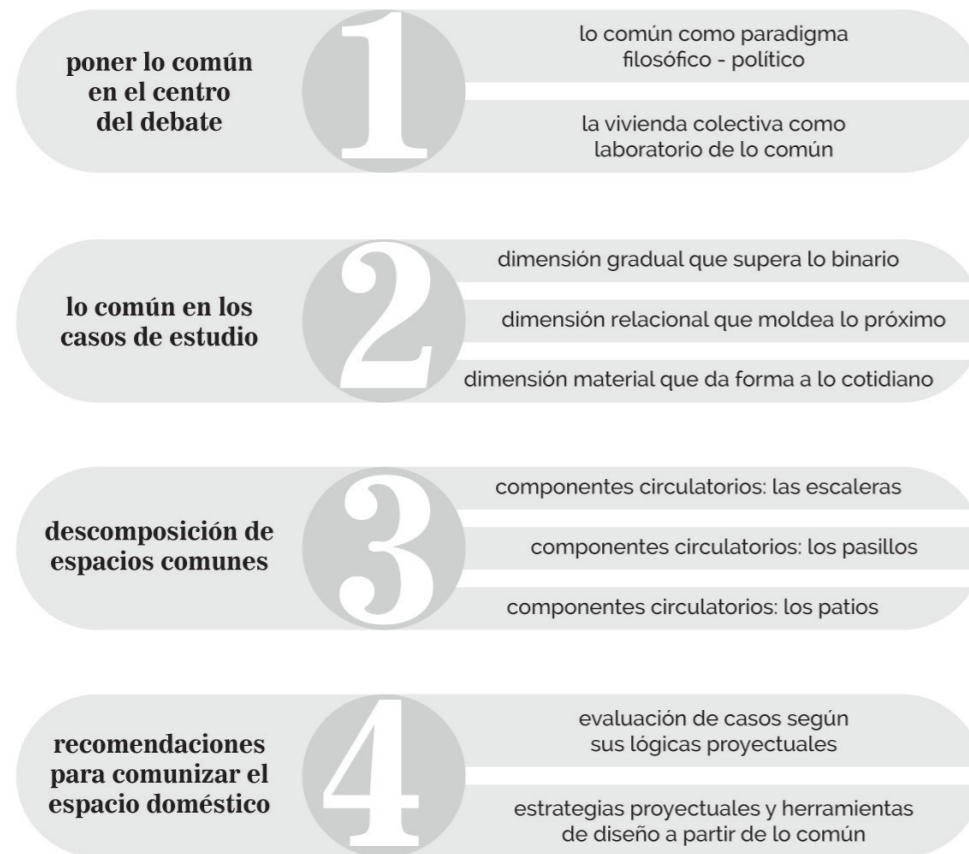 poner lo común
en el centro
del debate
1
lo común como paradigma
filosófico - político
la vivienda colectiva como
laboratorio de lo común
lo común en los
casos de estudio
2
dimensión gradual que supera lo binario
dimensión relacional que moldea lo próximo
dimensión material que da forma a lo cotidiano
descomposición de
espacios comunes
3
componentes circulatorios: las escaleras
componentes circulatorios: los pasillos
componentes circulatorios: los patios
recomendaciones
para comunizar el
espacio doméstico
4
evaluación de casos según
sus lógicas proyectuales
estrategias proyectuales y herramientas
de diseño a partir de lo común